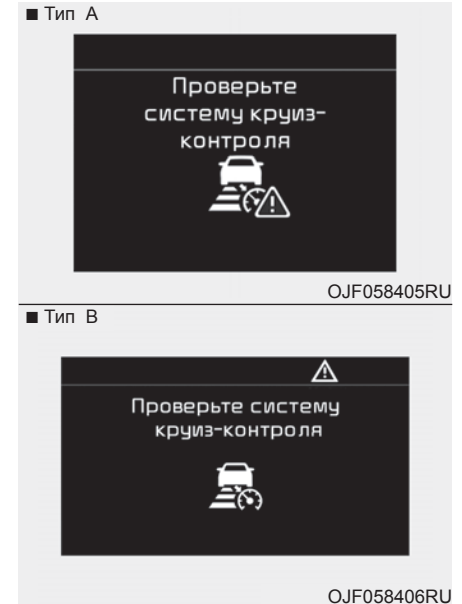 ■ Тип A
Проверьте
систему круиз-
контроля
OJF058405RU
■ Тип B
Проверьте систему
круиз-контроля
OJF058406RU